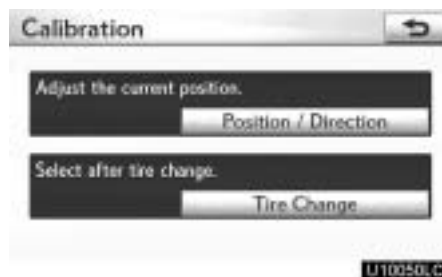 Calibration
Adjust the current position.
Position / Direction
Select after tire change.
Tire Change
U10050LC